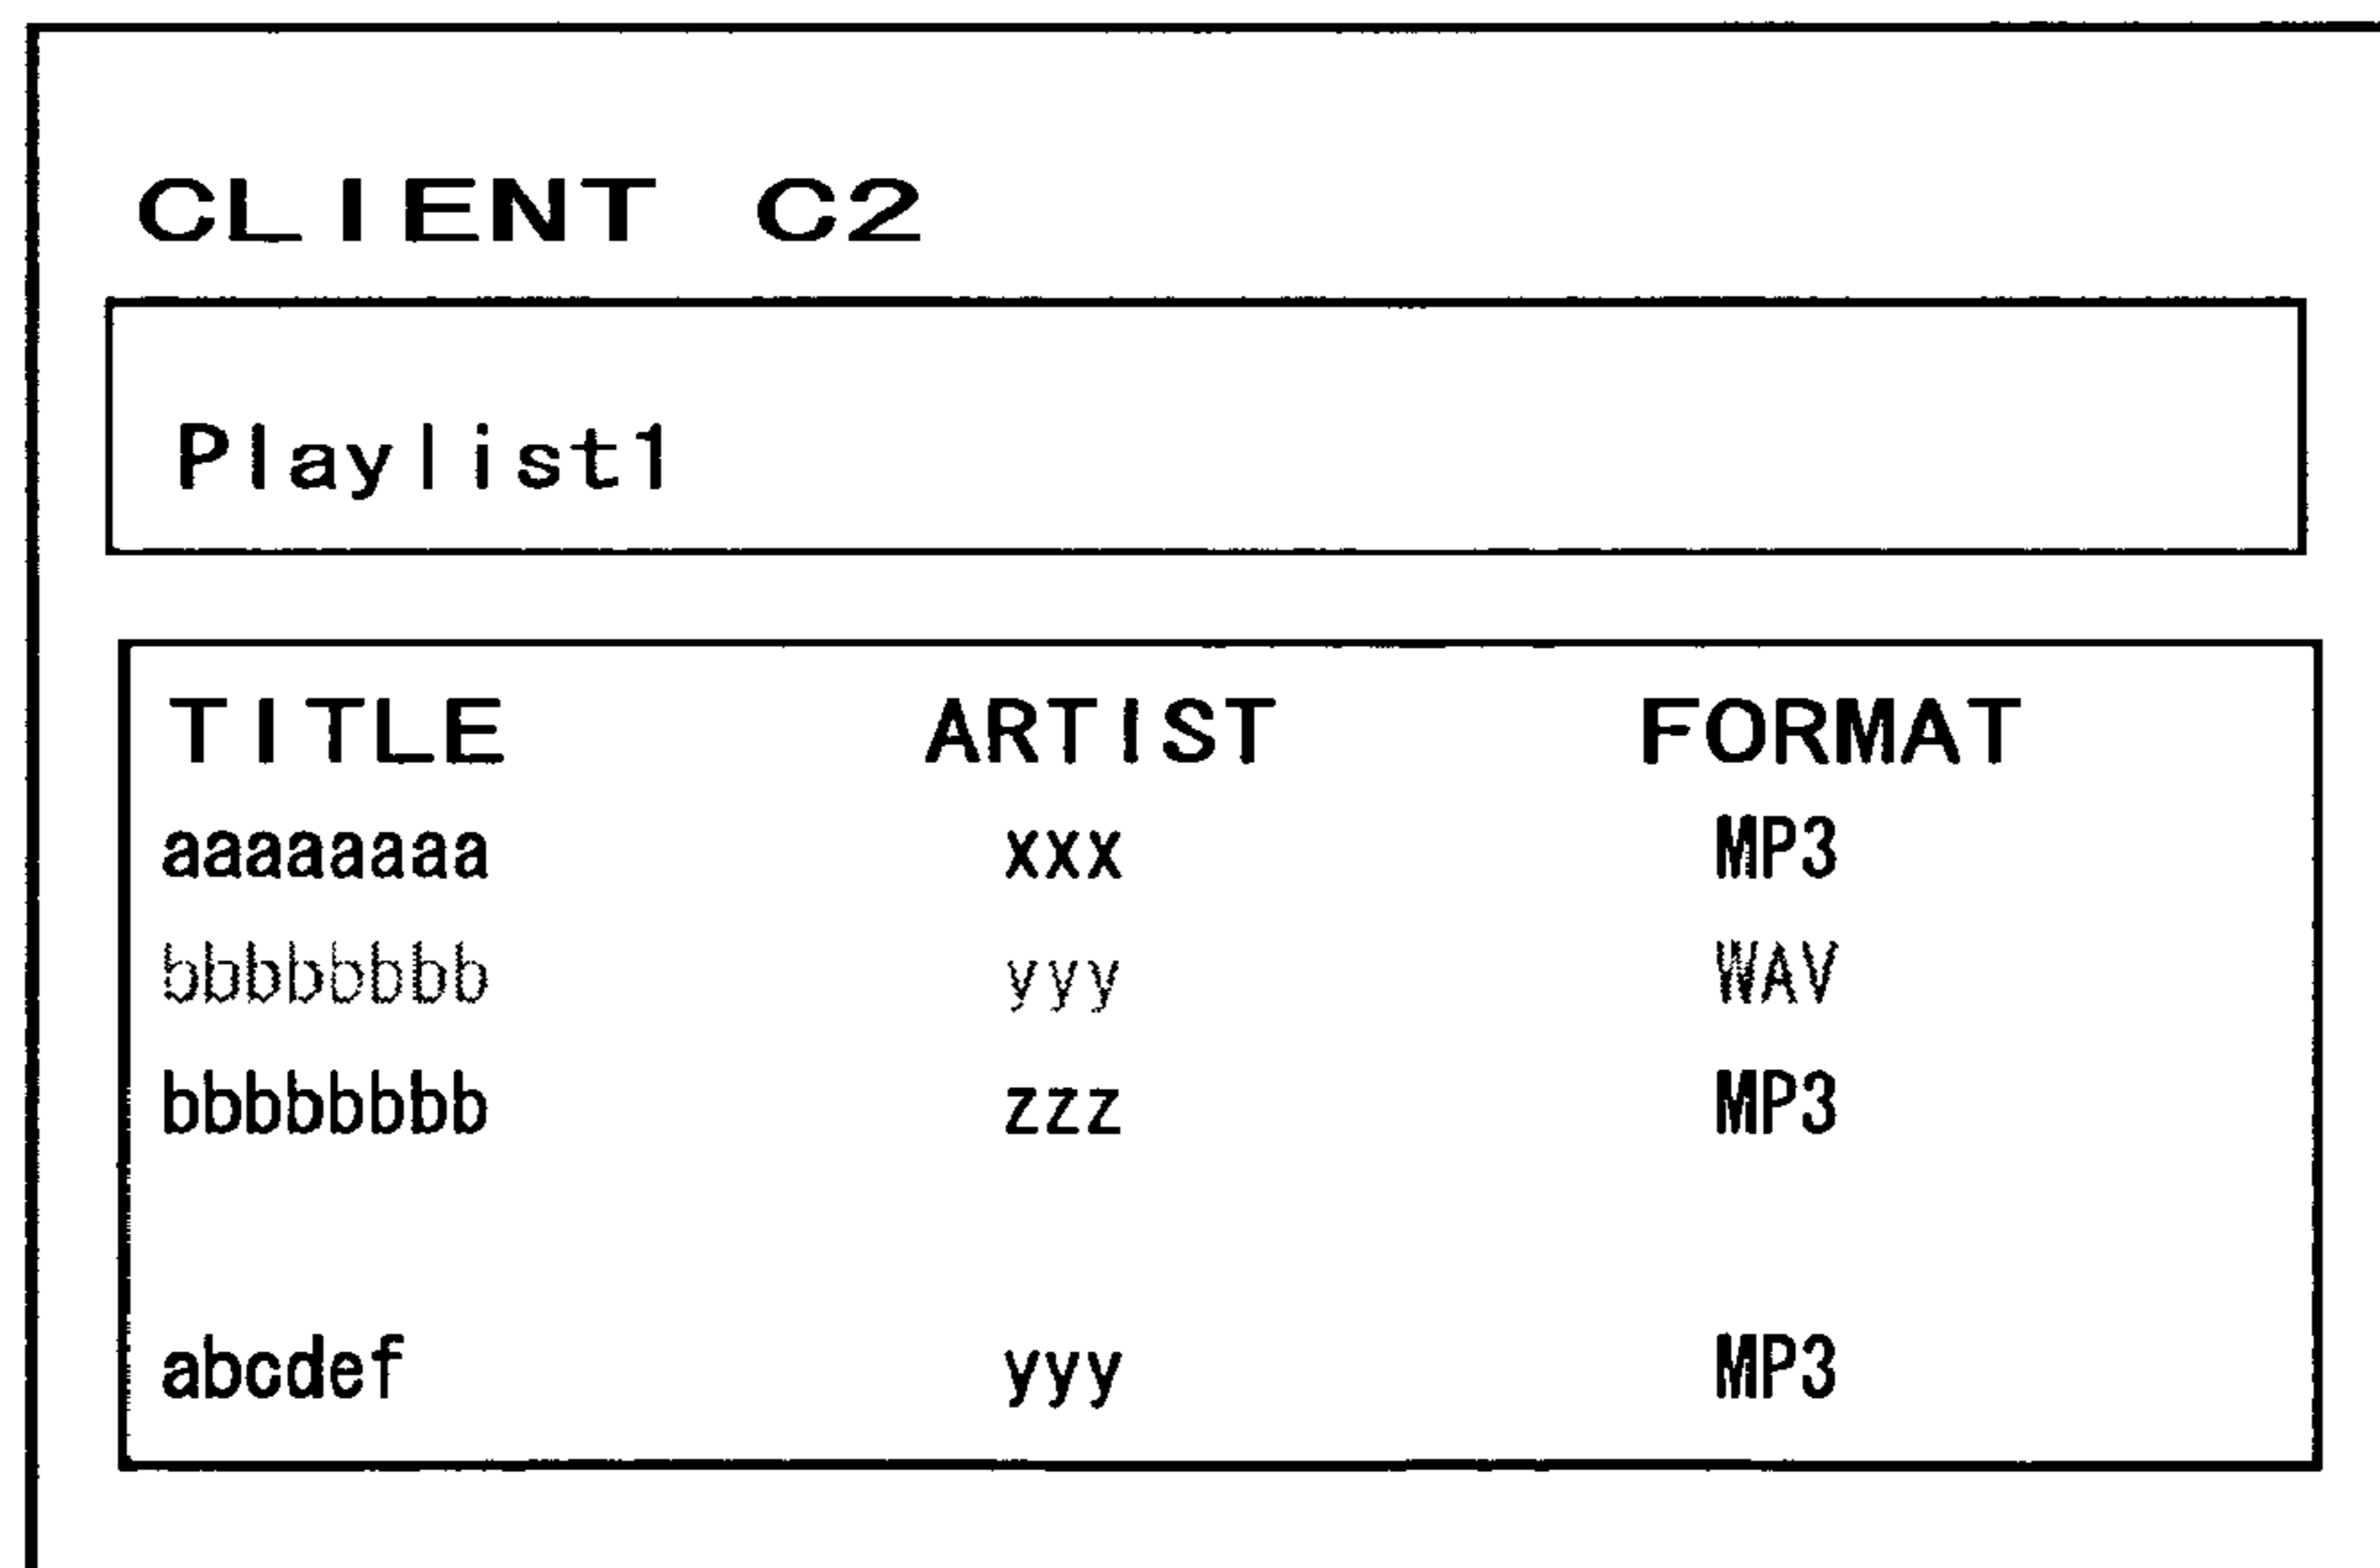 CLIENT C2
Playlist1
TITLE ARTIST FORMAT
aaaaaaaa xxx MP3
bbbbbbbb yyy WAV
bbbbbbbb zzz MP3
abcdef yyy MP3